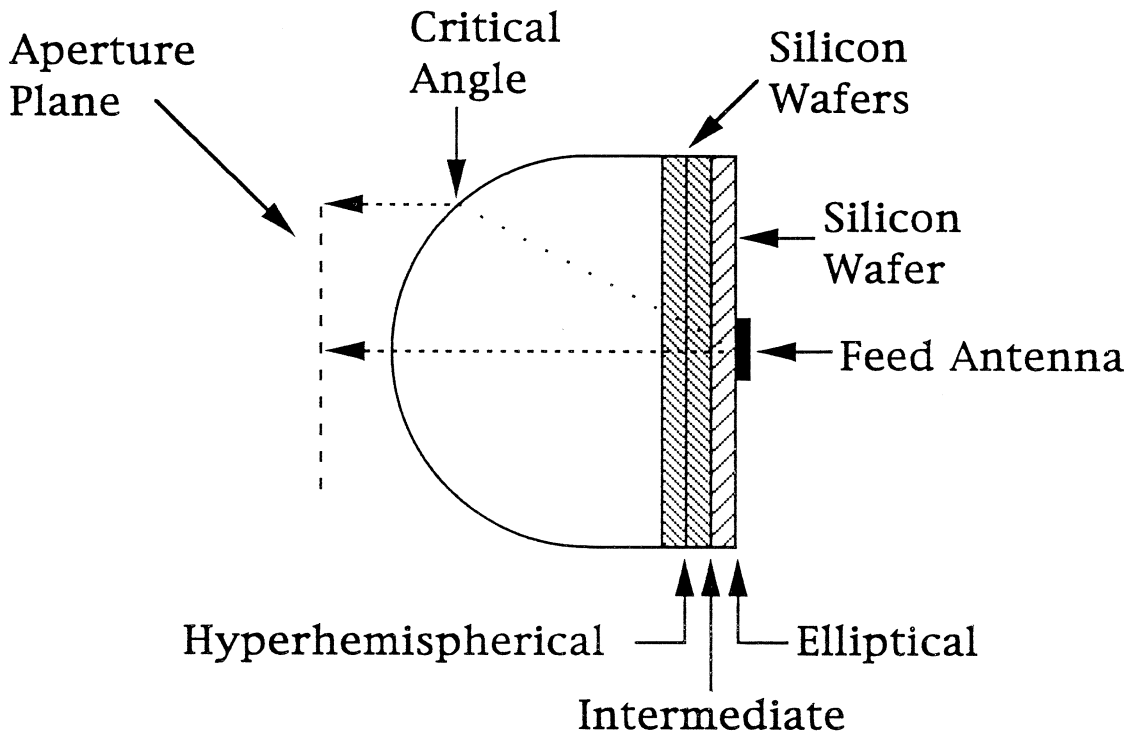 Aperture
Plane
Critical
Angle
Silicon
Wafers
Silicon
Wafer
Feed Antenna
Hyperhemispherical
Elliptical
Intermediate